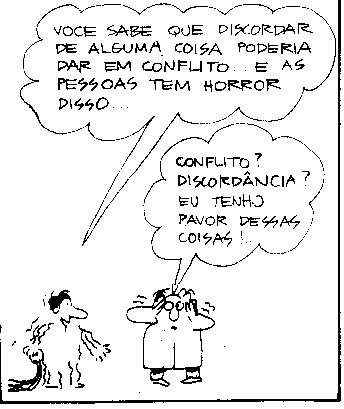 VOCE SABE QUE DISCORDAR
DE ALGUMA COISA PODERIA
DAR EM CONFLITO... E AS
PESSOAS TEM HORROR
DISSO...
CONFLITO?
DISCORDÂNCIA?
EU TENHO
PAVOR DESSAS
COISAS!..